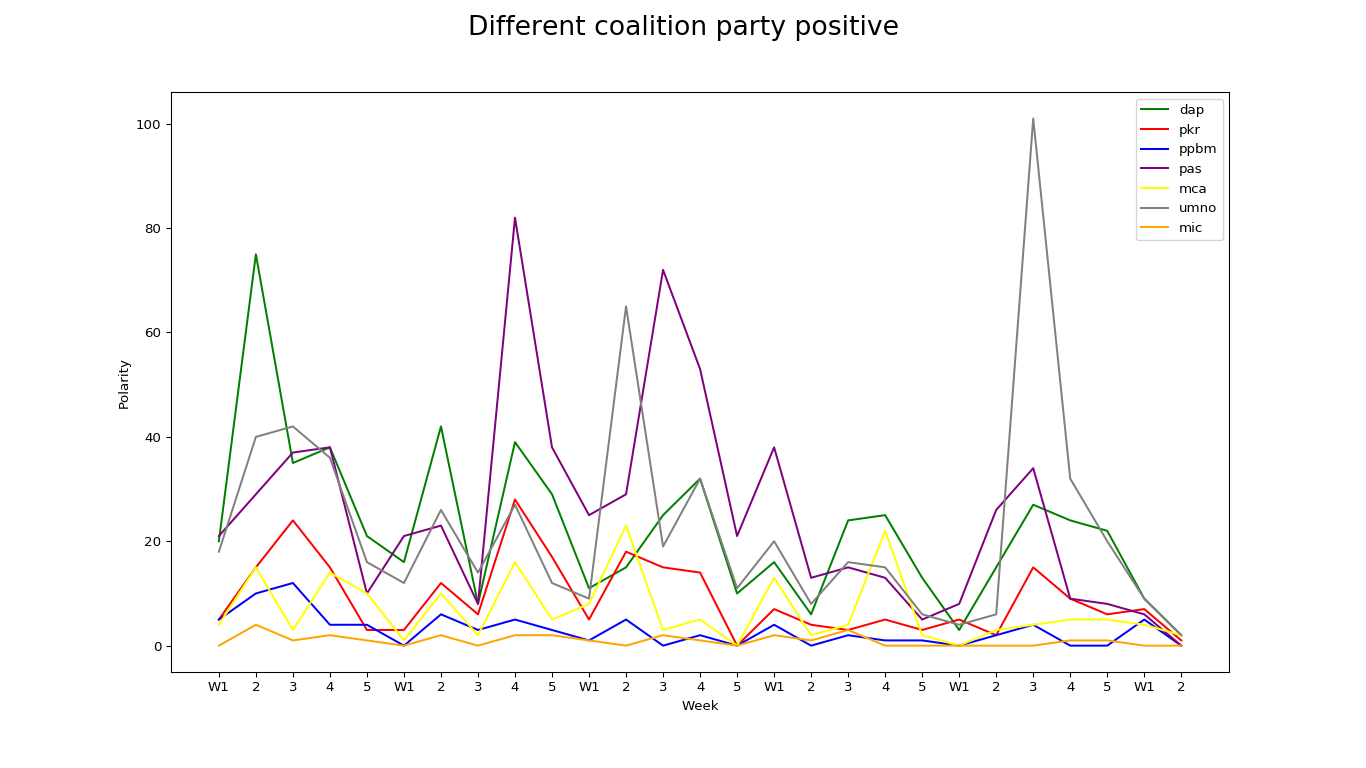 Different coalition party positive
dap
pkr
ppbm
pas
mca
umno
mic
100
80
60
40
20
0
Polarity
W1 2 3 4 5 W1 2 3 4 5 W1 2 3 4 5 W1 2 3 4 5 W1 2 3 4 5 W1 2
Week